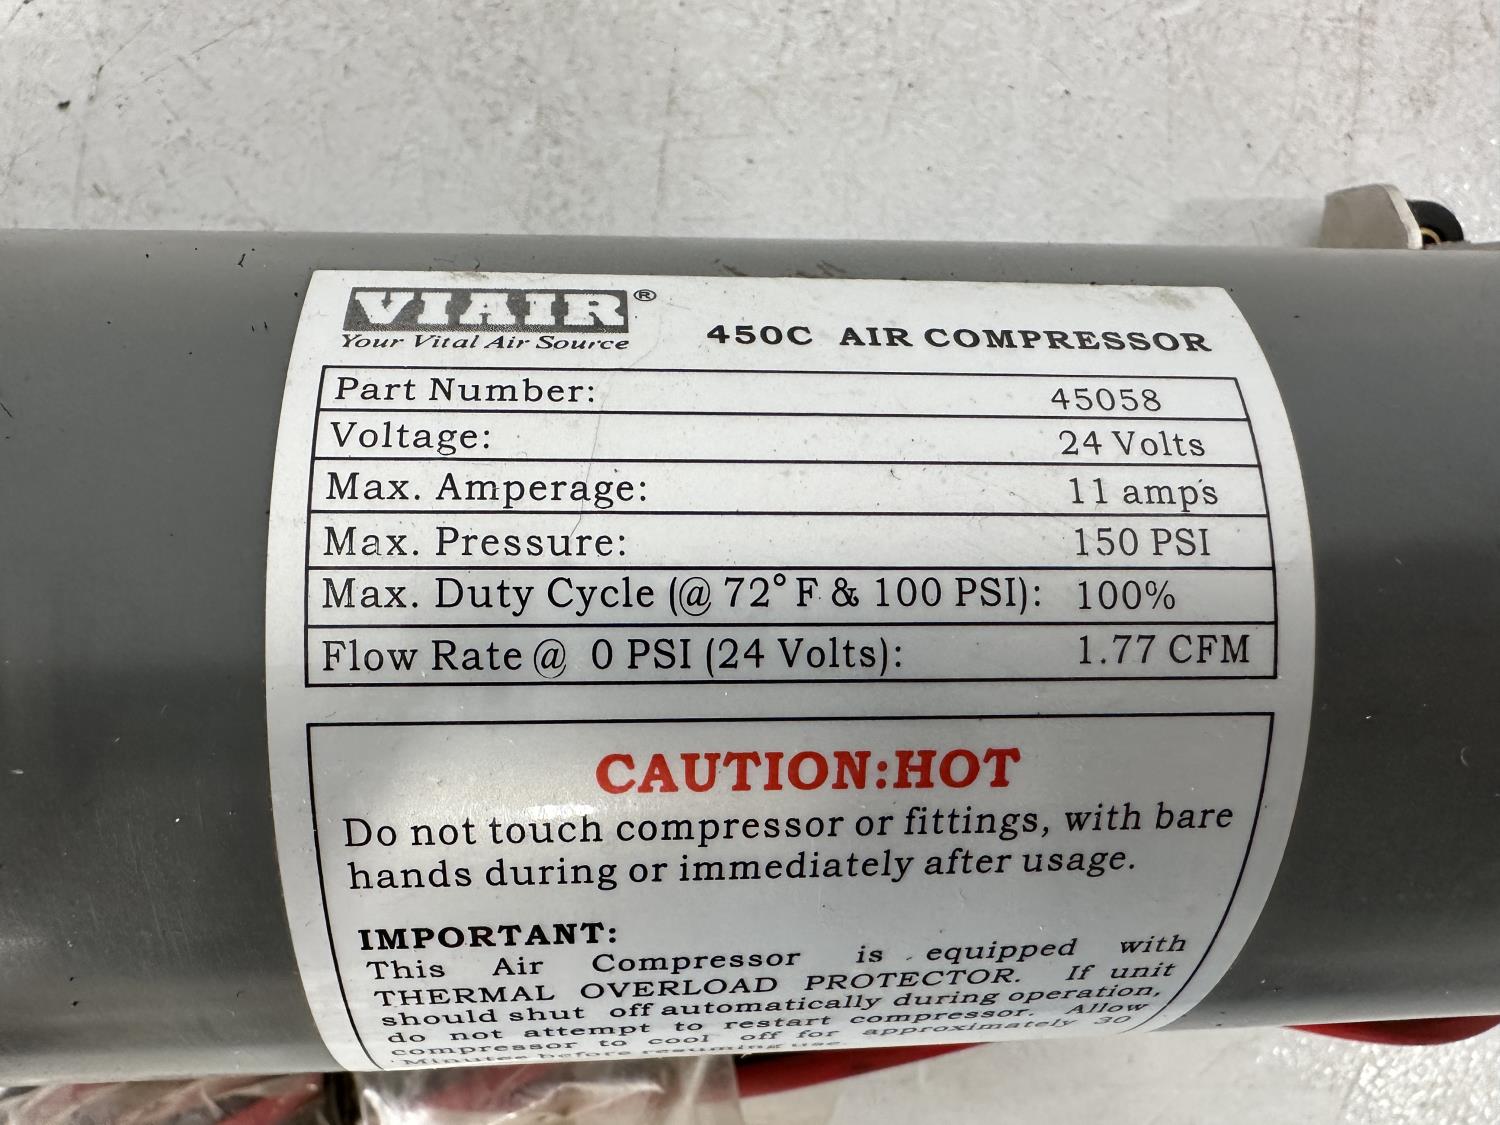 VIAIR®
Your Vital Air Source
450C AIR COMPRESSOR
Part Number: 45058
Voltage: 24 Volts
Max. Amperage: 11 amps
Max. Pressure: 150 PSI
Max. Duty Cycle (@ 72°F & 100 PSI): 100%
Flow Rate @ 0 PSI (24 Volts): 1.77 CFM
CAUTION:HOT
Do not touch compressor or fittings, with bare
hands during or immediately after usage.
IMPORTANT:
This Air Compressor is equipped with
THERMAL OVERLOAD PROTECTOR. If unit
should shut off automatically during operation,
do not attempt to restart compressor. Allow
compressor to cool off for approximately 30
Minutes before resuming use.